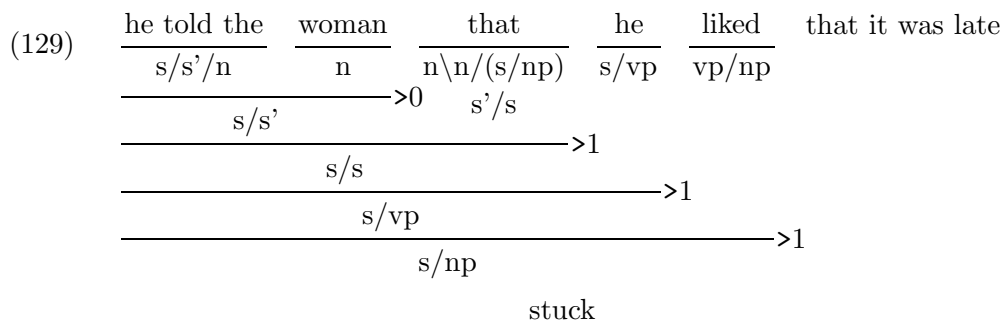 (129) he told the woman that he liked that it was late
s/s'/n n n\n/(s/np) s/vp vp/np
>0 s'/s
s/s'
>1
s/s
>1
s/vp
>1
s/np
stuck